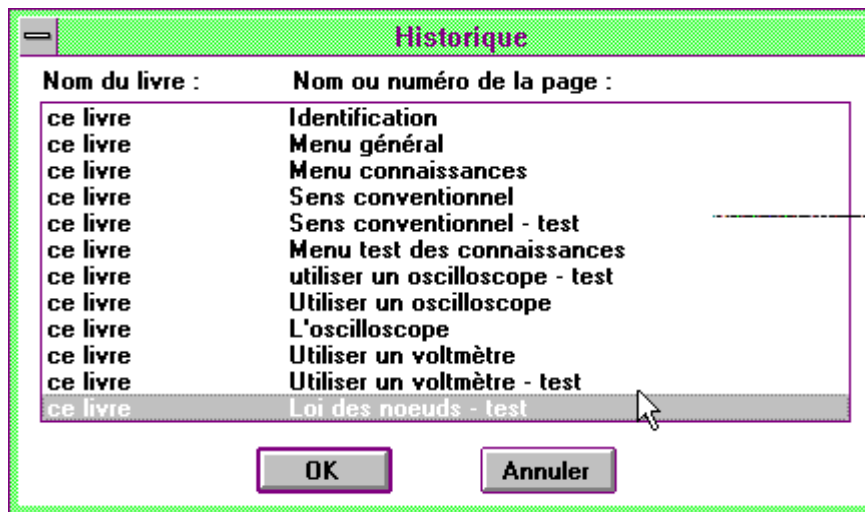 Historique
Nom du livre : Nom ou numéro de la page :
ce livre Identification
ce livre Menu général
ce livre Menu connaissances
ce livre Sens conventionnel
ce livre Sens conventionnel - test
ce livre Menu test des connaissances
ce livre utiliser un oscilloscope - test
ce livre Utiliser un oscilloscope
ce livre L'oscilloscope
ce livre Utiliser un voltmètre
ce livre Utiliser un voltmètre - test
ce livre Loi des noeuds - test
OK Annuler